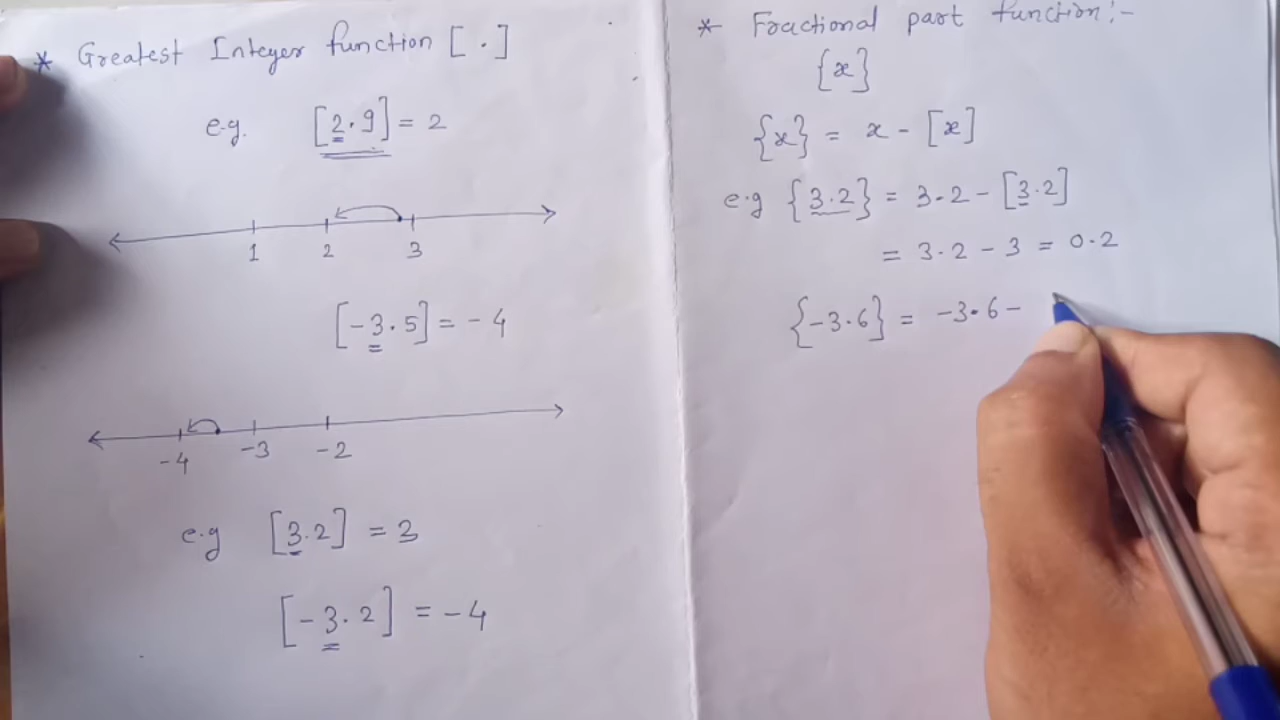 * Greatest Integer function [ . ]
e.g. [2.9] = 2
1 2 3
[-3.5] = -4
-4 -3 -2
e.g [3.2] = 3
[-3.2] = -4
* Fractional part function:-
{x}
{x} = x - [x]
e.g {3.2} = 3.2 - [3.2]
= 3.2 - 3 = 0.2
{-3.6} = -3.6 -